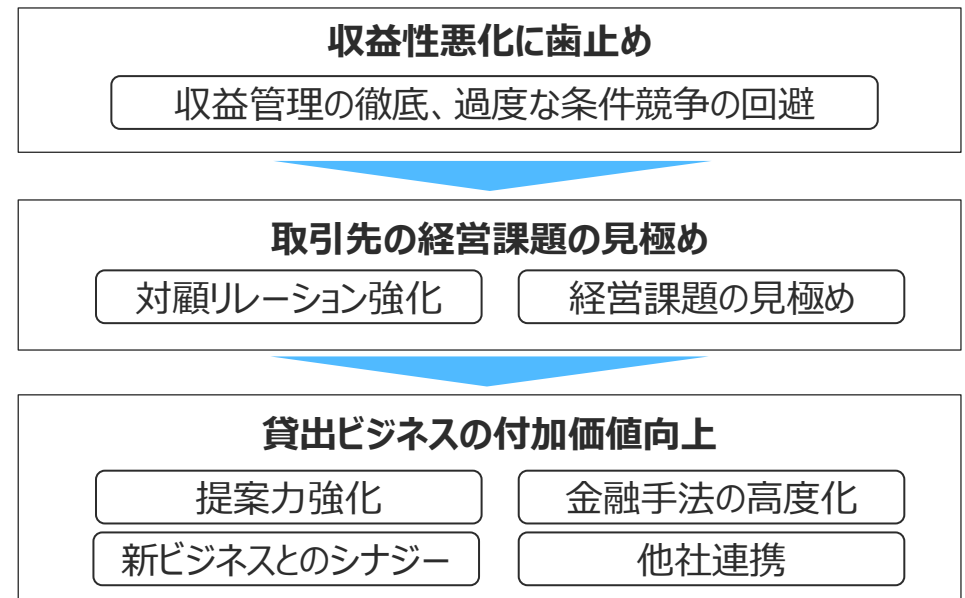 収益性悪化に歯止め
収益管理の徹底、過度な条件競争の回避
取引先の経営課題の見極め
対顧リレーション強化
経営課題の見極め
貸出ビジネスの付加価値向上
提案力強化
金融手法の高度化
新ビジネスとのシナジー
他社連携